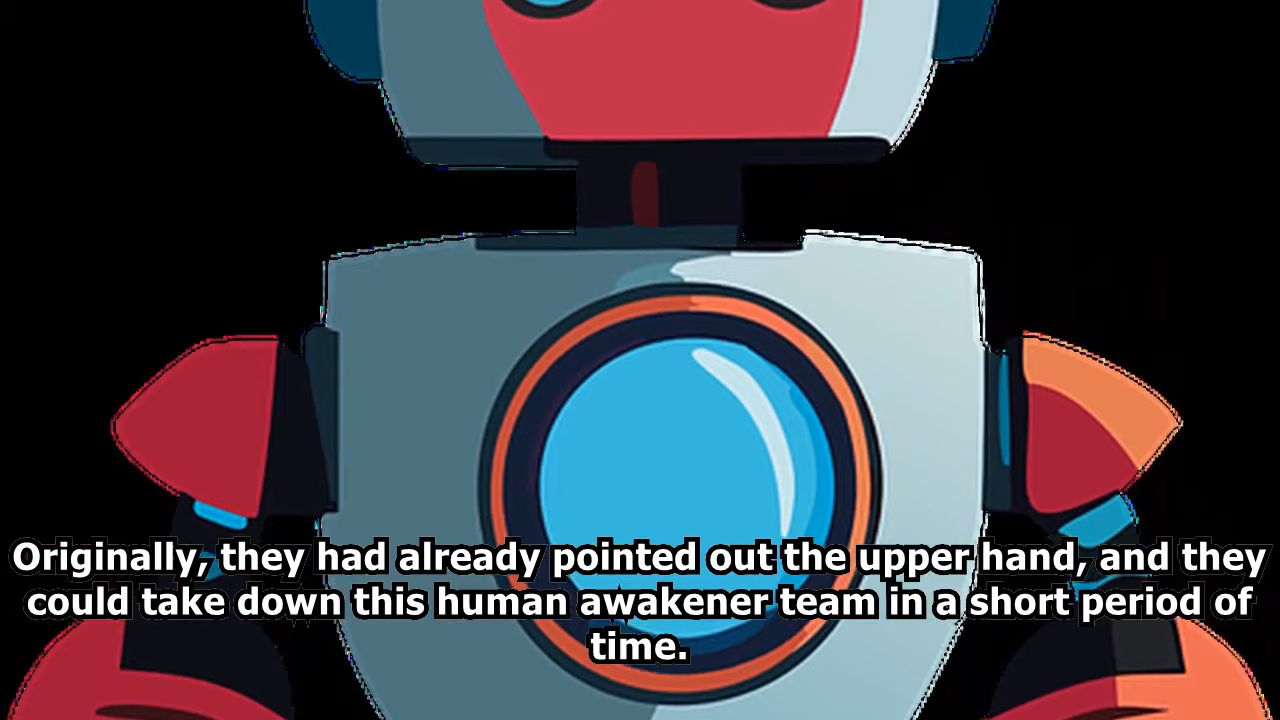 Originally, they had already pointed out the upper hand, and they
could take down this human awakener team in a short period of
time.